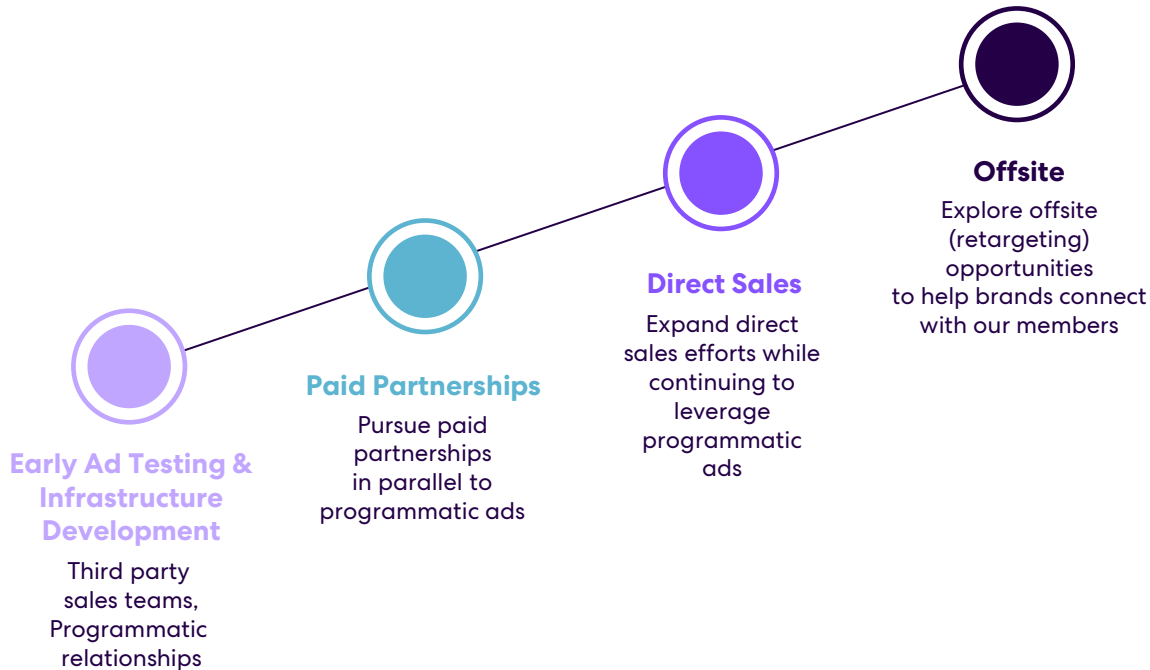 Early Ad Testing &
Infrastructure
Development
Third party
sales teams,
Programmatic
relationships
Paid Partnerships
Pursue paid
partnerships
in parallel to
programmatic ads
Direct Sales
Expand direct
sales efforts while
continuing to
leverage
programmatic
ads
Offsite
Explore offsite
(retargeting)
opportunities
to help brands connect
with our members